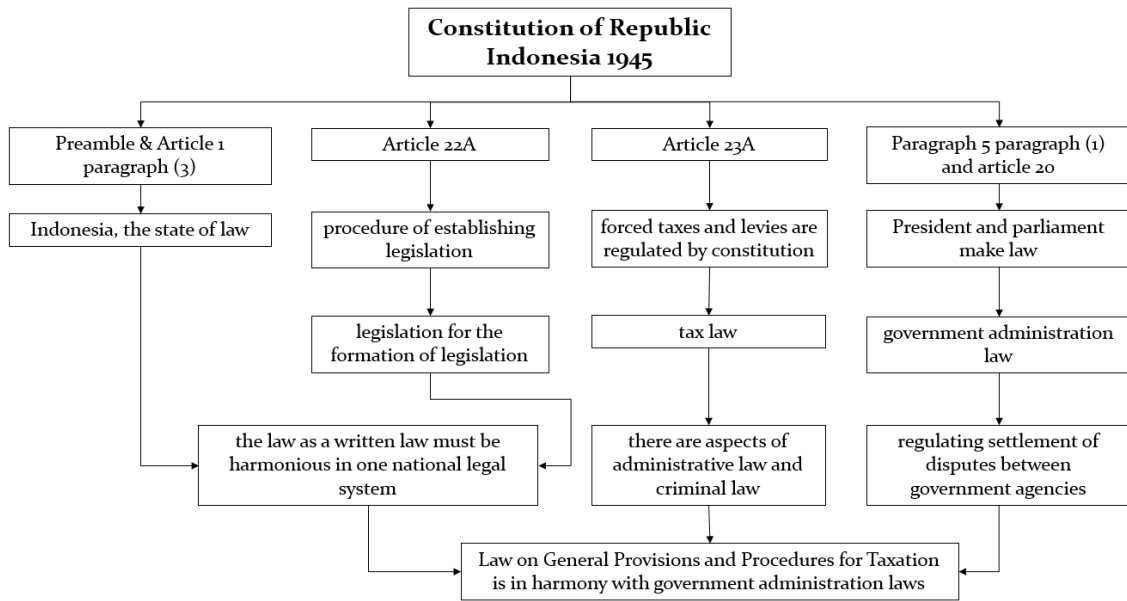 Constitution of Republic
Indonesia 1945
Preamble & Article 1
paragraph (3)
Article 22A
Article 23A
Paragraph 5 paragraph (1)
and article 20
Indonesia, the state of law
procedure of establishing
legislation
forced taxes and levies are
regulated by constitution
President and parliament
make law
legislation for the
formation of legislation
tax law
government administration
law
the law as a written law must be
harmonious in one national legal
system
there are aspects of
administrative law and
criminal law
regulating settlement of
disputes between
government agencies
Law on General Provisions and Procedures for Taxation
is in harmony with government administration laws